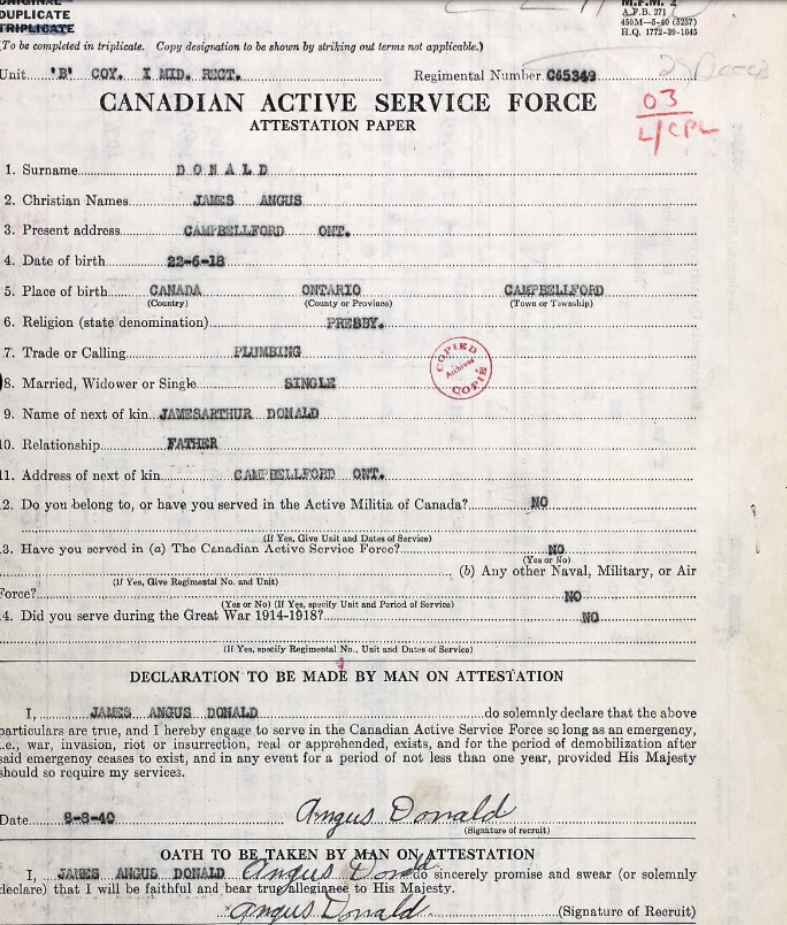 ORIGINAL
DUPLICATE
TRIPLICATE
M.F.M. 2
A.F.B. 271
450M—5-40 (5257)
H.Q. 1772-39-1645
(To be completed in triplicate. Copy designation to be shown by striking out terms not applicable.)
Unit 'B' COY. I MID. REGT. Regimental Number C65349
CANADIAN ACTIVE SERVICE FORCE
ATTESTATION PAPER
03
L/CPL
1. Surname DONALD
2. Christian Names JAMES ANGUS
3. Present address CAMPBELLFORD ONT.
4. Date of birth 22-6-18
5. Place of birth CANADA ONTARIO CAMPBELLFORD
(Country) (County or Province) (Town or Township)
6. Religion (state denomination) PRESBY.
7. Trade or Calling PLUMBING
COPIED
Archives
COPIE
8. Married, Widower or Single SINGLE
9. Name of next of kin JAMESARTHUR DONALD
10. Relationship FATHER
11. Address of next of kin CAMPBELLFORD ONT.
2. Do you belong to, or have you served in the Active Militia of Canada? NO
(If Yes, Give Unit and Dates of Service)
3. Have you served in (a) The Canadian Active Service Force? NO
(Yes or No)
(If Yes, Give Regimental No. and Unit) (b) Any other Naval, Military, or Air
Force? NO
(Yes or No) (If Yes, specify Unit and Period of Service)
4. Did you serve during the Great War 1914-1918? NO
(If Yes, specify Regimental No., Unit and Dates of Service)
DECLARATION TO BE MADE BY MAN ON ATTESTATION
I, JAMES ANGUS DONALD do solemnly declare that the above
particulars are true, and I hereby engage to serve in the Canadian Active Service Force so long as an emergency,
i.e., war, invasion, riot or insurrection, real or apprehended, exists, and for the period of demobilization after
said emergency ceases to exist, and in any event for a period of not less than one year, provided His Majesty
should so require my services.
Date 8-8-40 Angus Donald
(Signature of recruit)
OATH TO BE TAKEN BY MAN ON ATTESTATION
I, JAMES ANGUS DONALD Angus Donald do sincerely promise and swear (or solemnly
declare) that I will be faithful and bear true allegiance to His Majesty.
Angus Donald (Signature of Recruit)